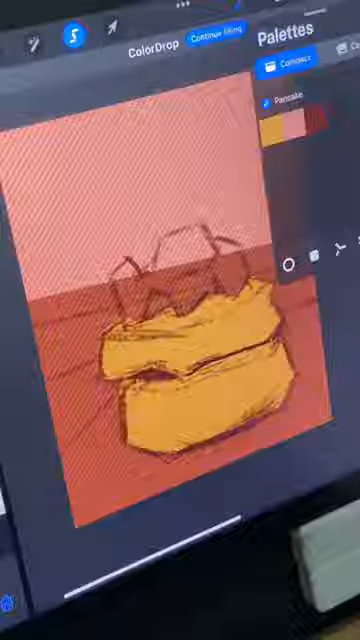 ColorDrop
Continue filling
Palettes
Compact
Pancake